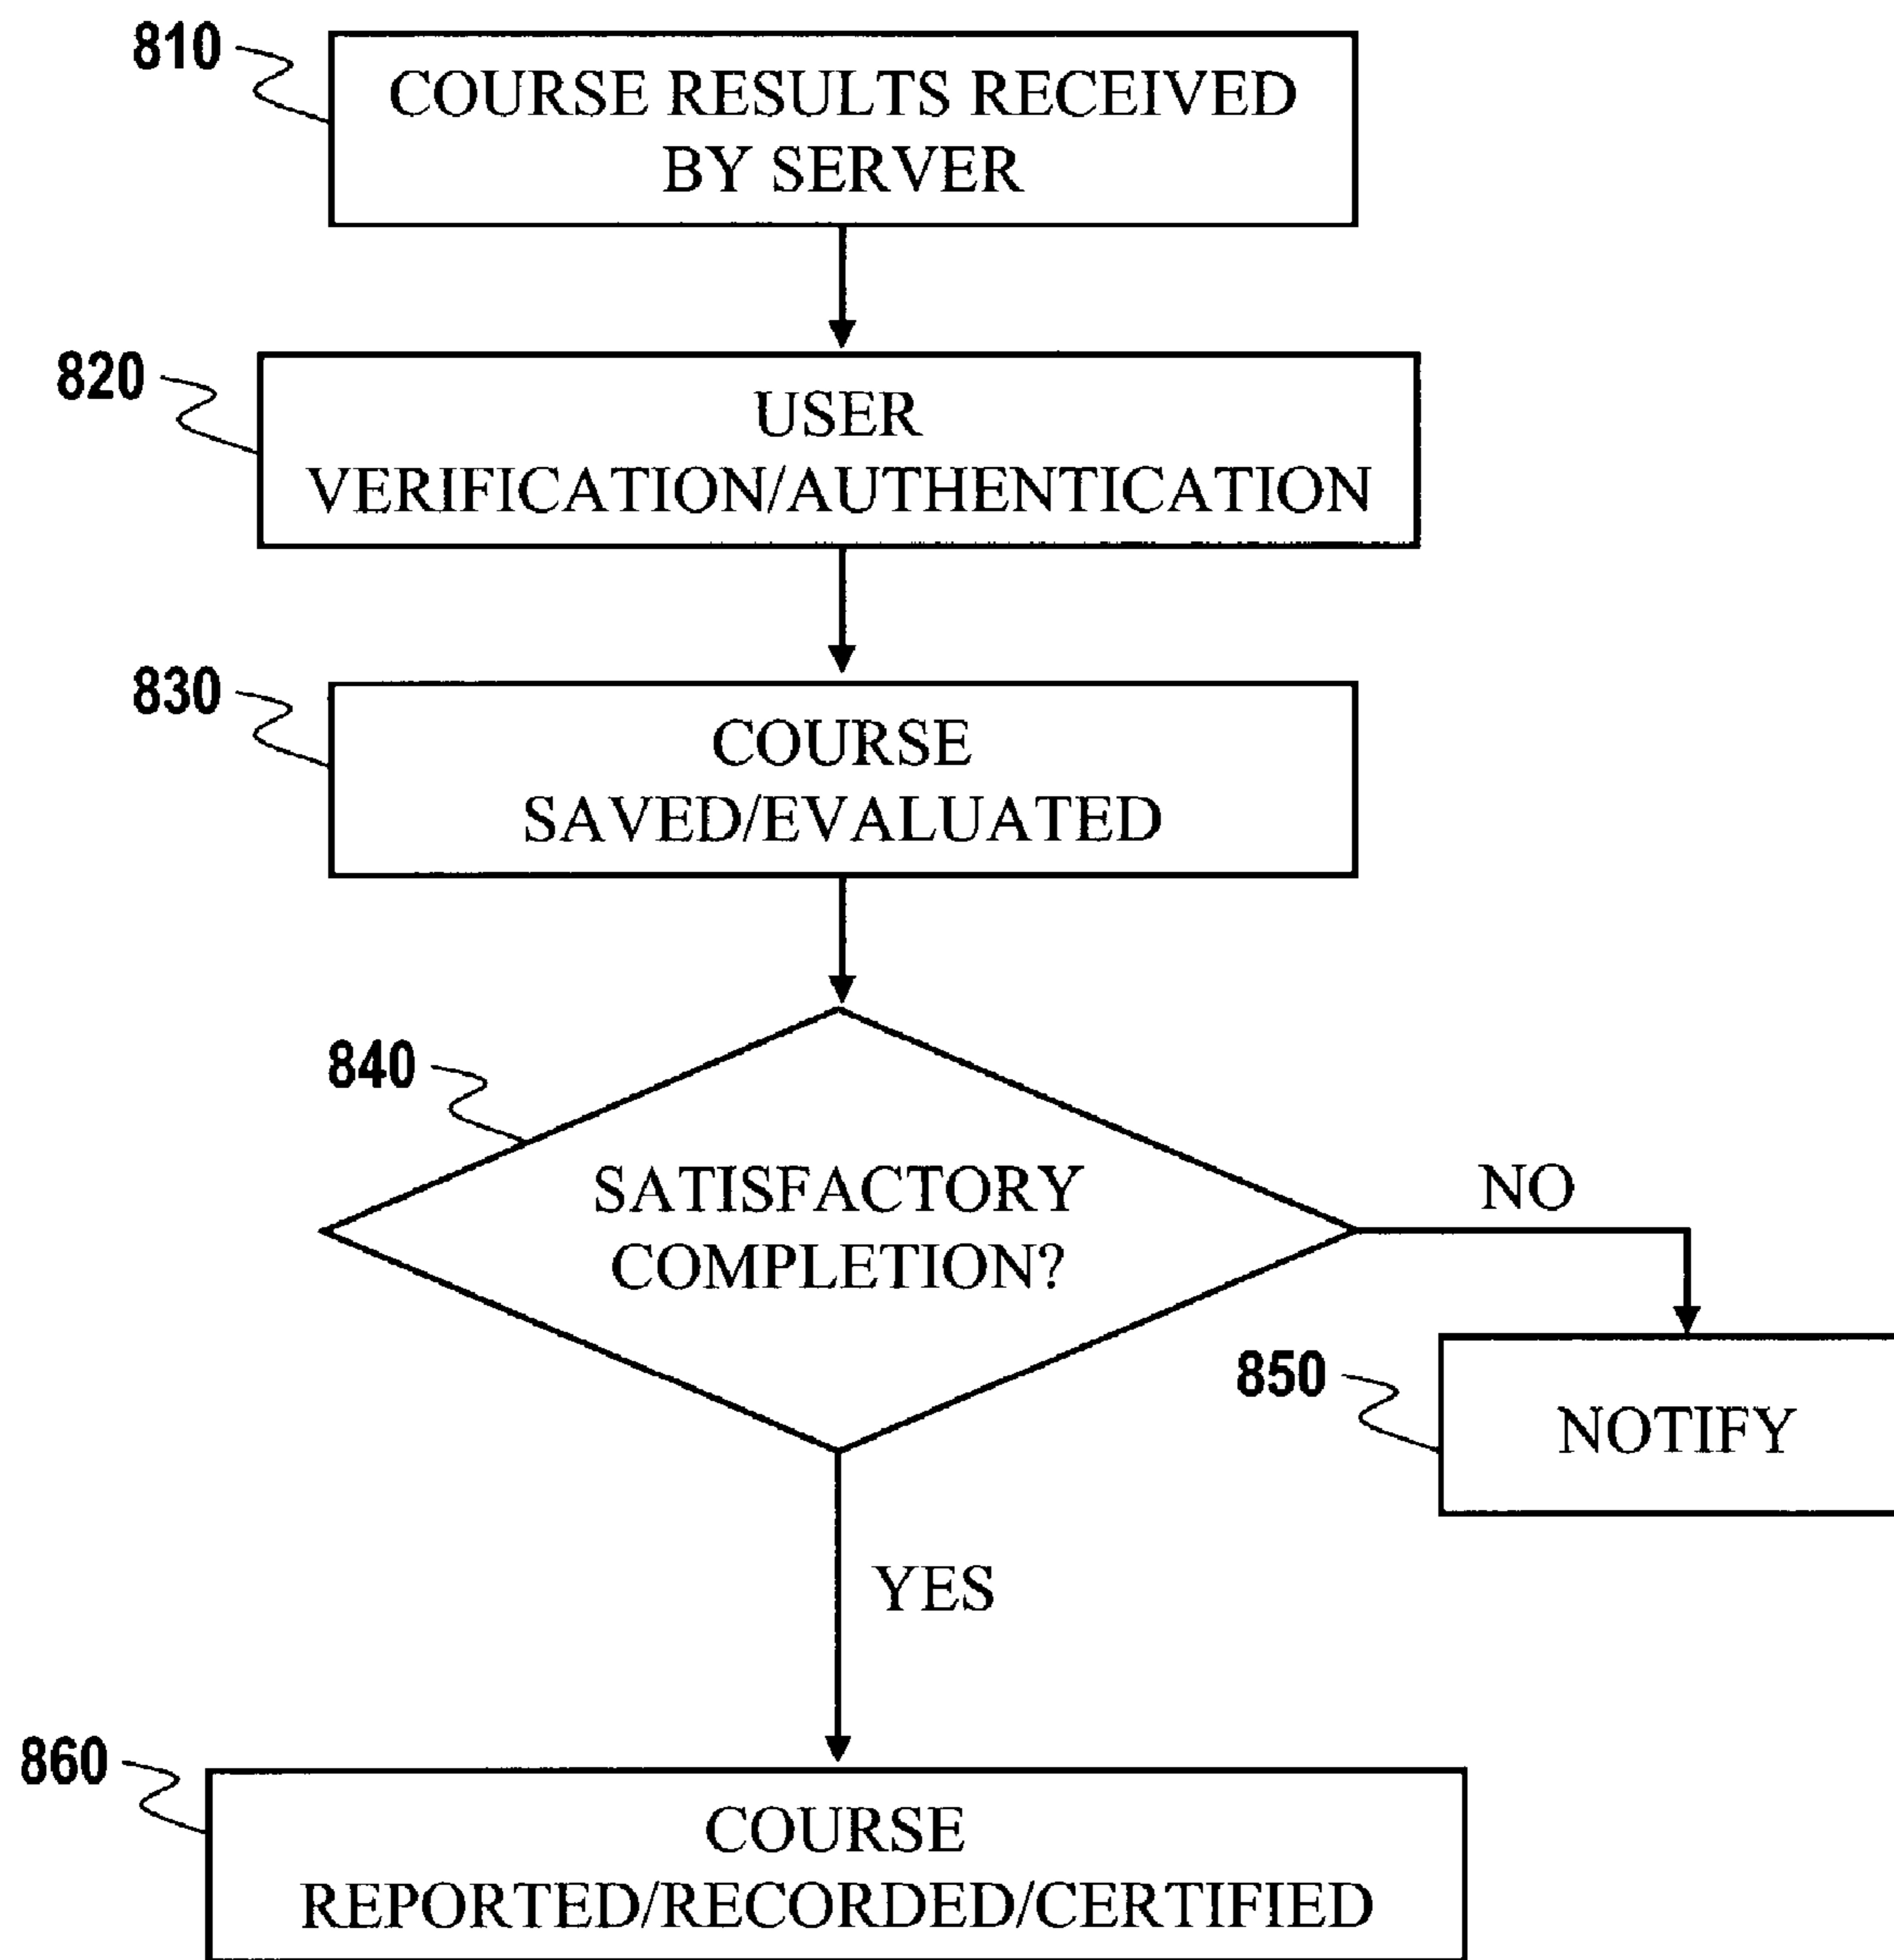 810
COURSE RESULTS RECEIVED
BY SERVER
820
USER
VERIFICATION/AUTHENTICATION
830
COURSE
SAVED/EVALUATED
840
SATISFACTORY
COMPLETION?
NO
850
NOTIFY
YES
860
COURSE
REPORTED/RECORDED/CERTIFIED